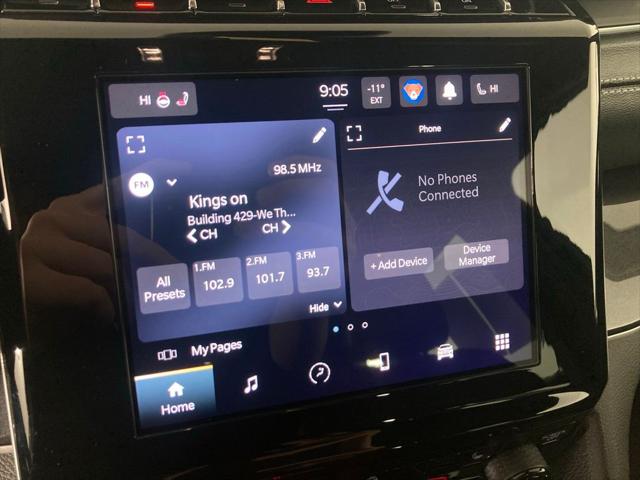 HI
9:05
-11°
EXT
HI
Phone
98.5 MHz
FM
Kings on
Building 429-We Th...
CH
CH
No Phones
Connected
+ Add Device
Device
Manager
All
Presets
1.FM
102.9
2.FM
101.7
3.FM
93.7
Hide
My Pages
Home